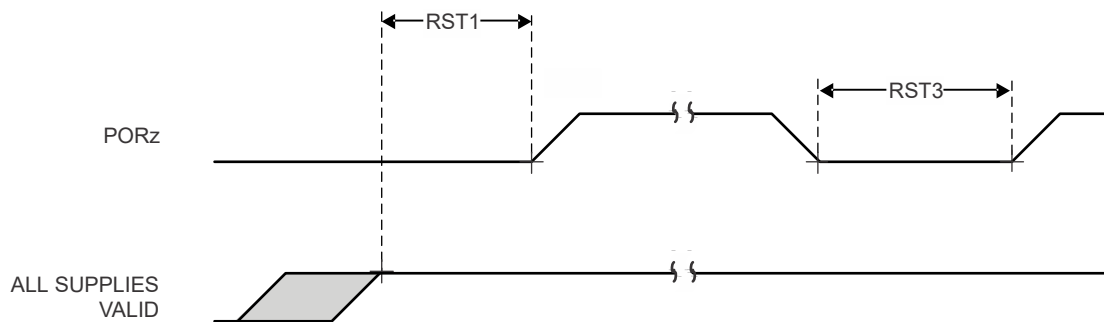 RST1
RST3
PORz
ALL SUPPLIES
VALID